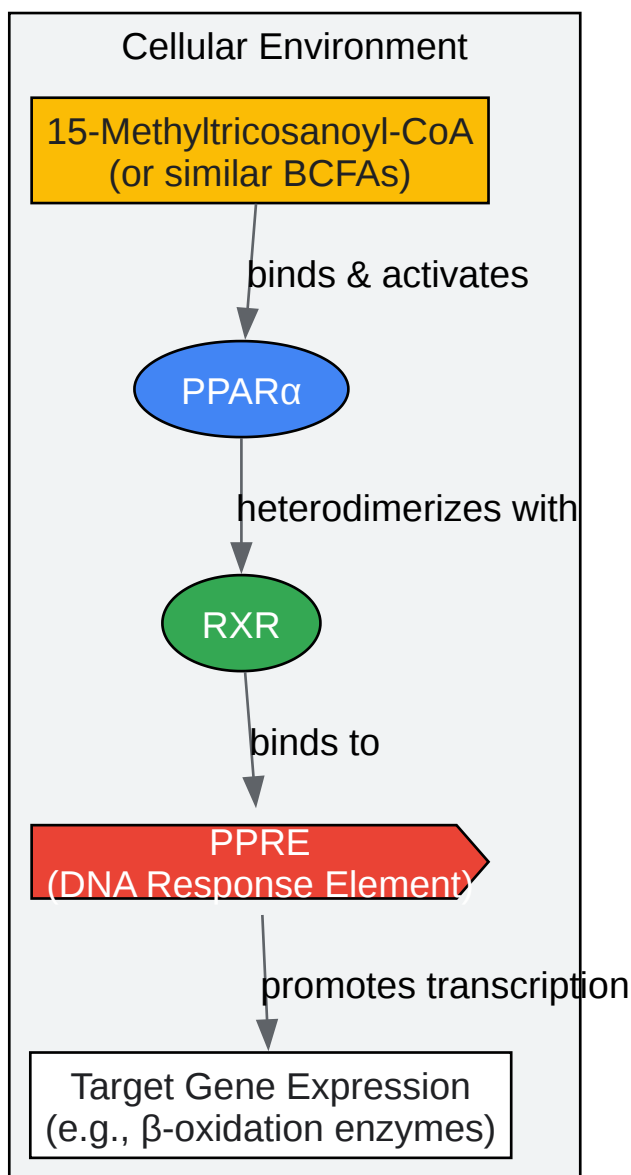 Cellular Environment
15-Methyltricosanoyl-CoA
(or similar BCFAs)
binds & activates
PPARα
heterodimerizes with
RXR
binds to
PPRE
(DNA Response Element)
promotes transcription
Target Gene Expression
(e.g., β-oxidation enzymes)